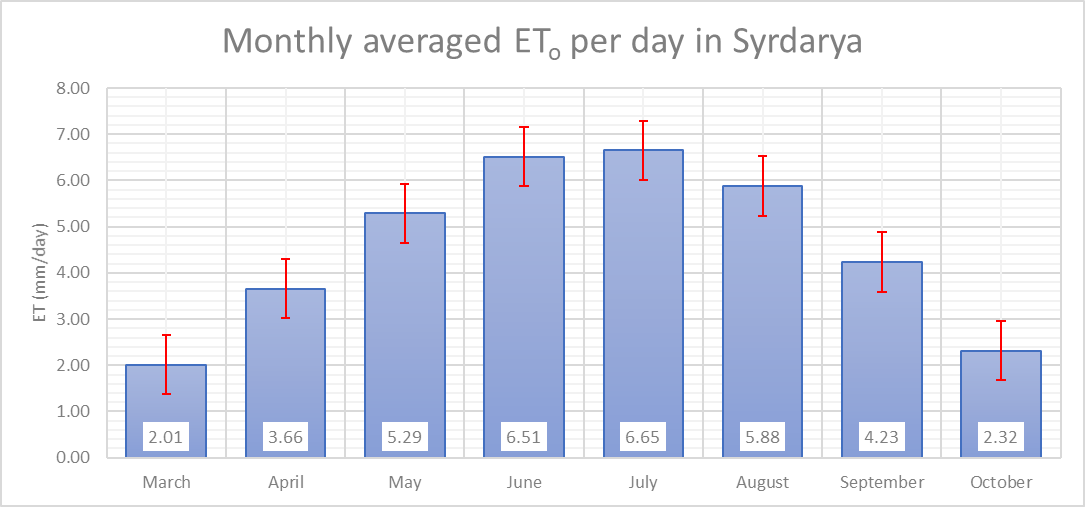 Monthly averaged ETo per day in Syrdarya
8.00
7.00
6.00
5.00
4.00
3.00
2.00
1.00
0.00
ET (mm/day)
2.01 3.66 5.29 6.51 6.65 5.88 4.23 2.32
March April May June July August September October